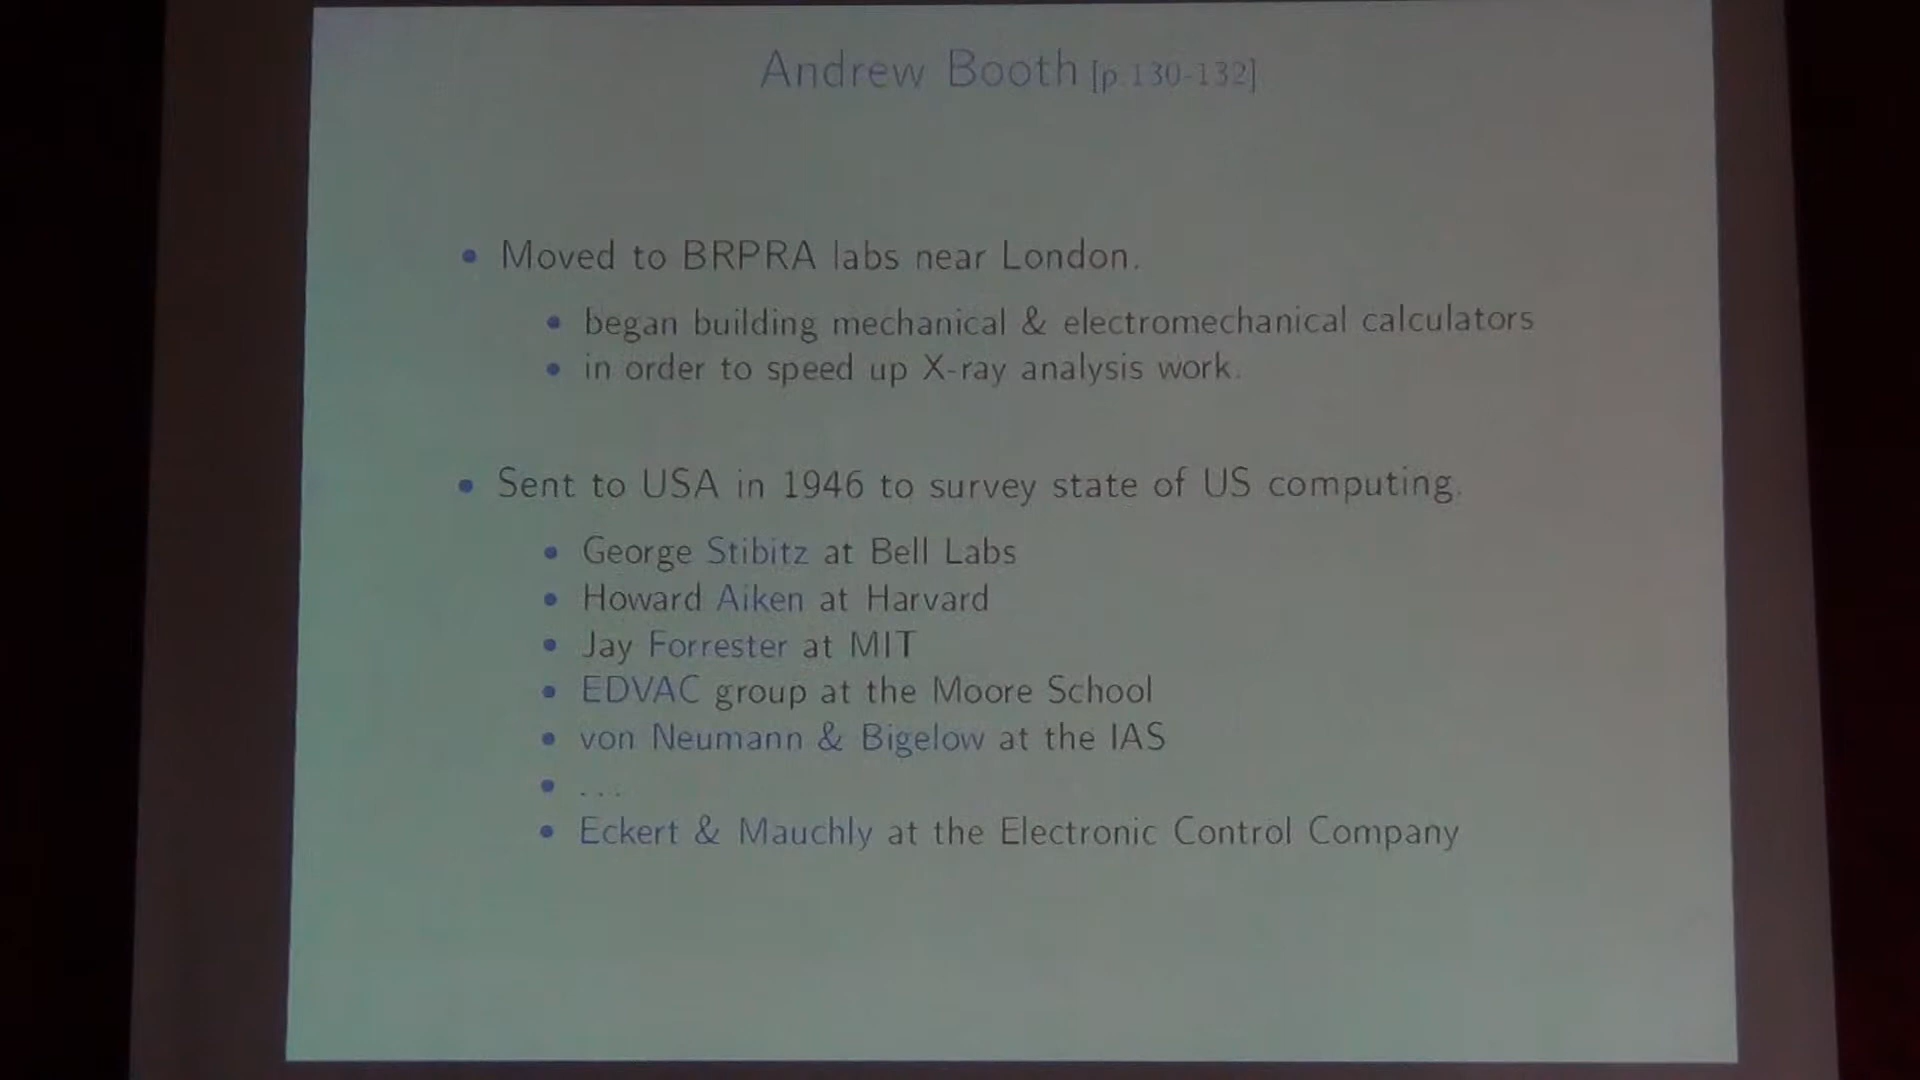 Andrew Booth [p.130-132]
• Moved to BRPRA labs near London.
• began building mechanical & electromechanical calculators
• in order to speed up X-ray analysis work.
• Sent to USA in 1946 to survey state of US computing.
• George Stibitz at Bell Labs
• Howard Aiken at Harvard
• Jay Forrester at MIT
• EDVAC group at the Moore School
• von Neumann & Bigelow at the IAS
• ...
• Eckert & Mauchly at the Electronic Control Company